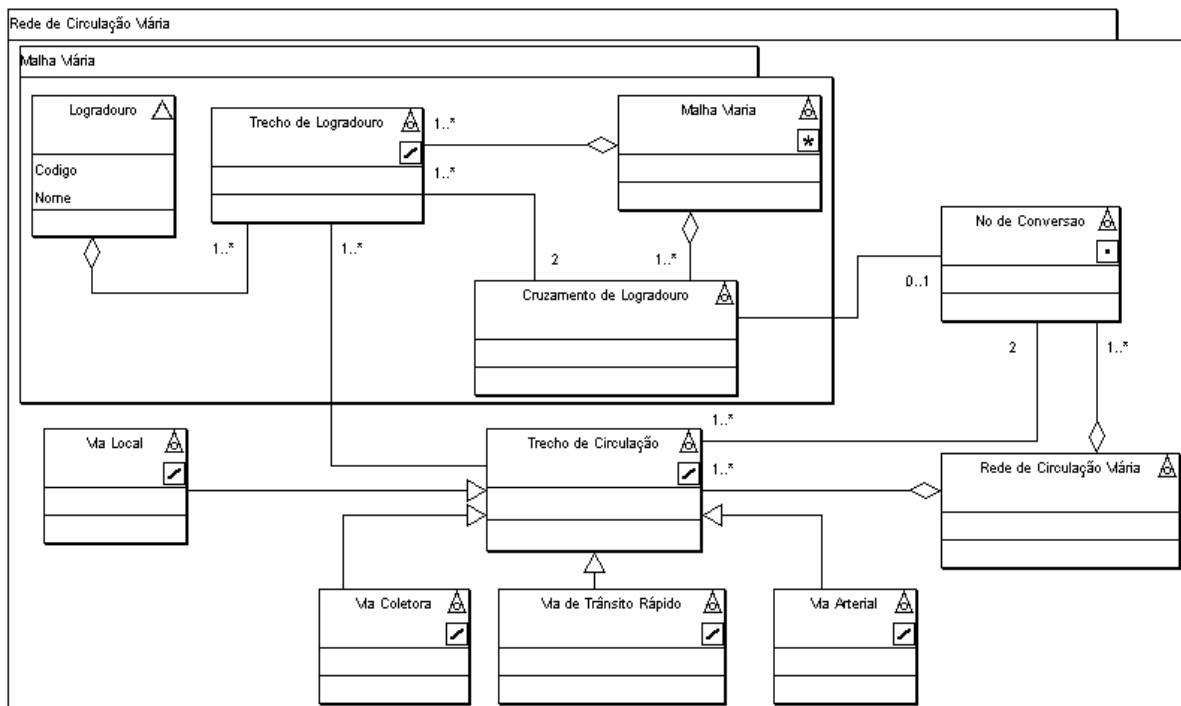 Rede de Circulação Viária
Malha Viária
Logradouro
Codigo
Nome
Trecho de Logradouro
1..*
1..*
Malha Viaria
*
1..*
1..*
2
1..*
Cruzamento de Logradouro
No de Conversao
0..1
2
1..*
Via Local
Trecho de Circulação
1..*
1..*
Rede de Circulação Viária
Via Coletora
Via de Trânsito Rápido
Via Arterial